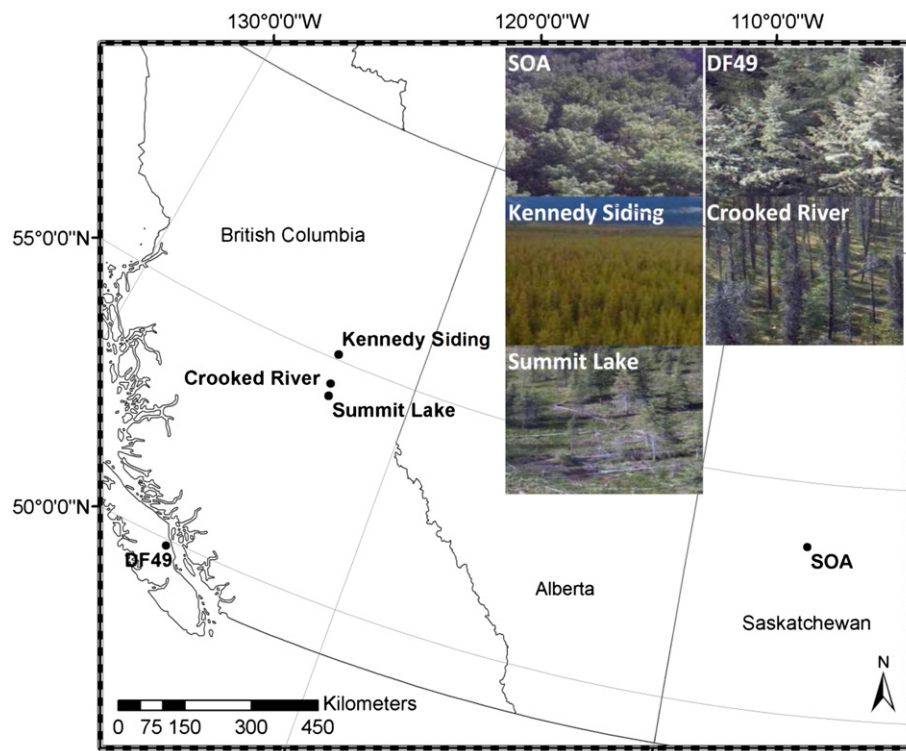 130°0'0"W
120°0'0"W
110°0'0"W
SOA
DF49
55°0'0"N
British Columbia
Kennedy Siding
Crooked River
Kennedy Siding
Crooked River
Summit Lake
Summit Lake
50°0'0"N
DF49
SOA
Alberta
Saskatchewan
N
Kilometers
0 75 150 300 450